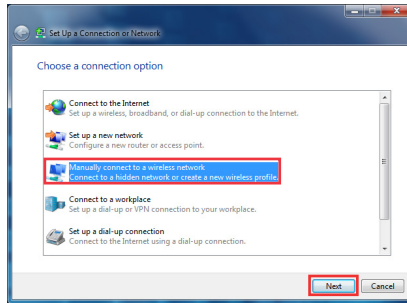 Set Up a Connection or Network
Choose a connection option
Connect to the Internet
Set up a wireless, broadband, or dial-up connection to the Internet.
Set up a new network
Configure a new router or access point.
Manually connect to a wireless network
Connect to a hidden network or create a new wireless profile.
Connect to a workplace
Set up a dial-up or VPN connection to your workplace.
Set up a dial-up connection
Connect to the Internet using a dial-up connection.
Next Cancel